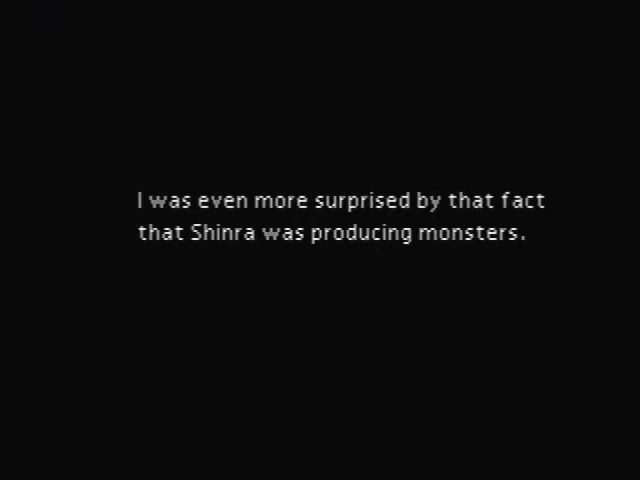 I was even more surprised by that fact
that Shinra was producing monsters.